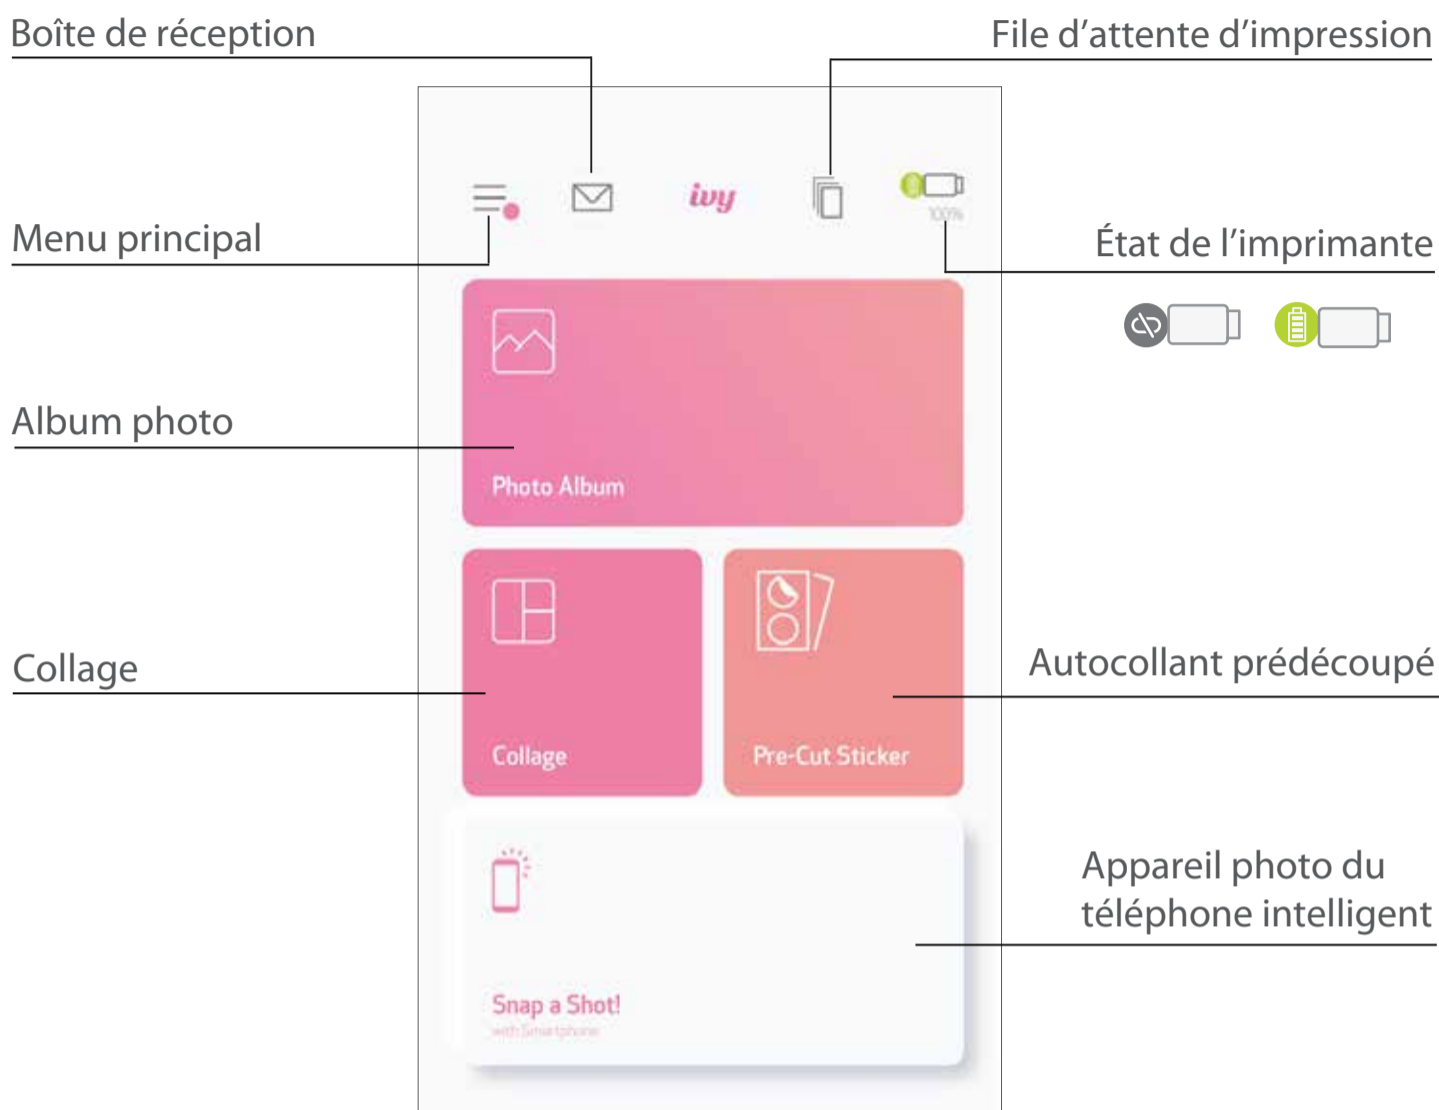 Boîte de réception
File d’attente d’impression
ivy
100%
Menu principal
État de l’imprimante
Album photo
Photo Album
Collage
Autocollant prédécoupé
Collage
Pre-Cut Sticker
Appareil photo du
téléphone intelligent
Snap a Shot!
with Smartphone